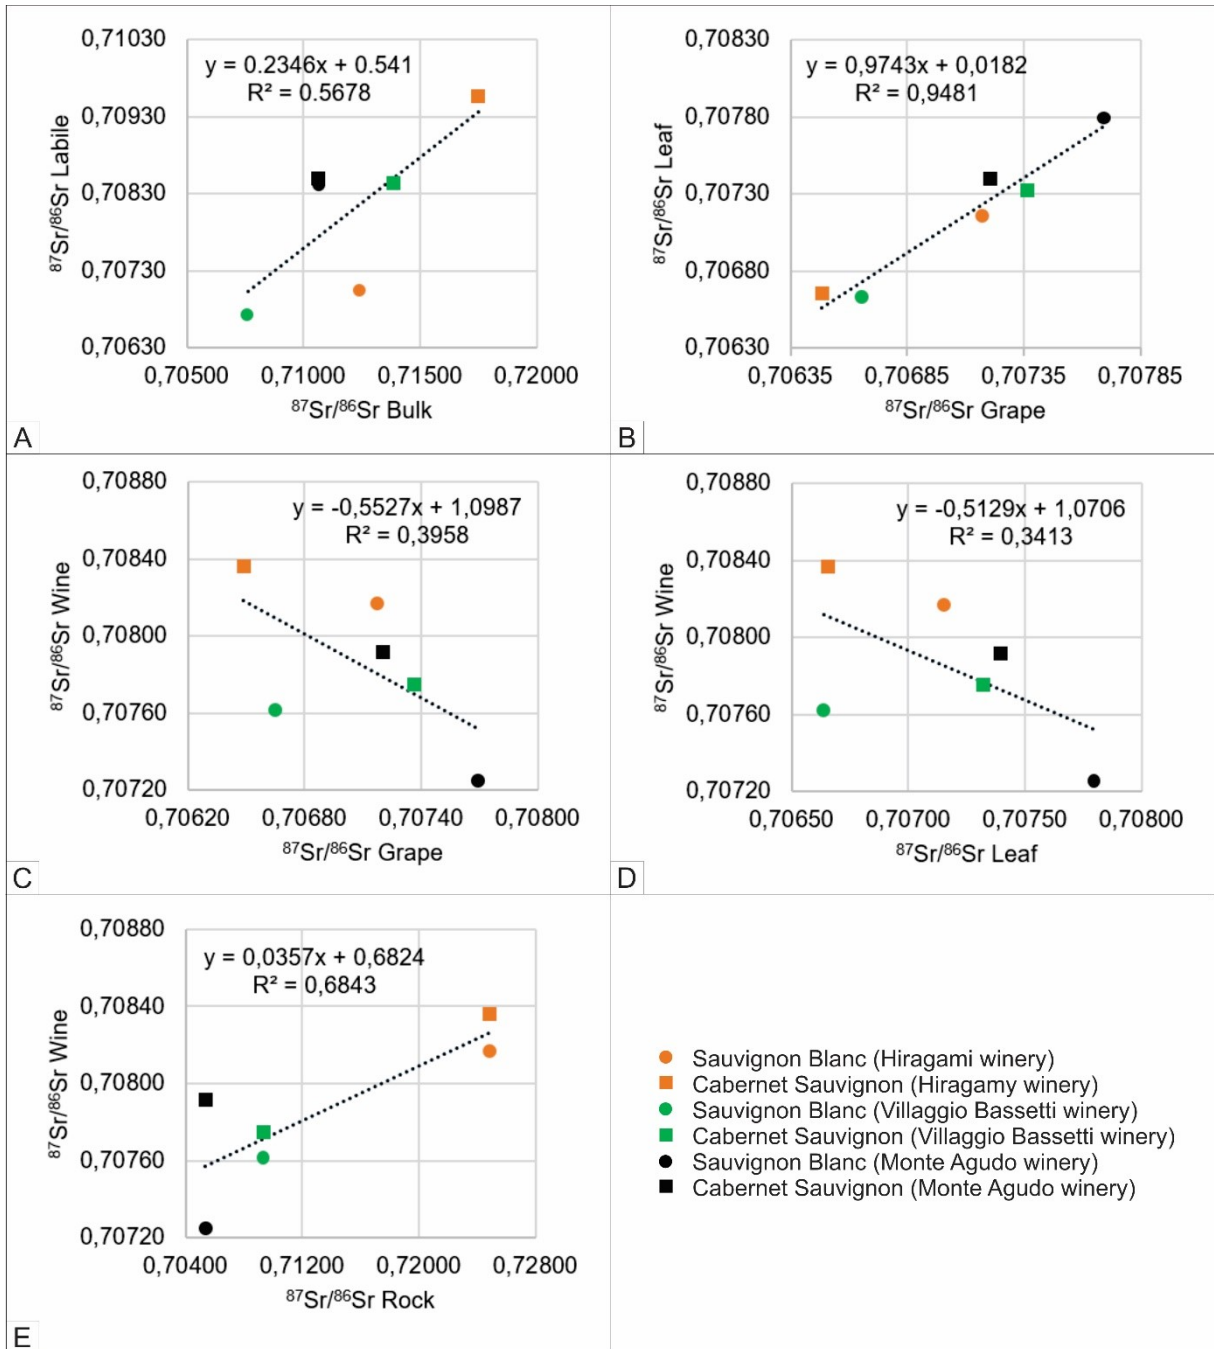 0,71030
0,70930
0,70830
0,70730
0,70630
⁸⁷Sr/⁸⁶Sr Labile
y = 0.2346x + 0.541
R² = 0.5678
0,70500 0,71000 0,71500 0,72000
⁸⁷Sr/⁸⁶Sr Bulk
A
0,70830
0,70780
0,70730
0,70680
0,70630
⁸⁷Sr/⁸⁶Sr Leaf
y = 0,9743x + 0,0182
R² = 0,9481
0,70635 0,70685 0,70735 0,70785
⁸⁷Sr/⁸⁶Sr Grape
B
0,70880
0,70840
0,70800
0,70760
0,70720
⁸⁷Sr/⁸⁶Sr Wine
y = -0,5527x + 1,0987
R² = 0,3958
0,70620 0,70680 0,70740 0,70800
⁸⁷Sr/⁸⁶Sr Grape
C
0,70880
0,70840
0,70800
0,70760
0,70720
⁸⁷Sr/⁸⁶Sr Wine
y = -0,5129x + 1,0706
R² = 0,3413
0,70650 0,70700 0,70750 0,70800
⁸⁷Sr/⁸⁶Sr Leaf
D
0,70880
0,70840
0,70800
0,70760
0,70720
⁸⁷Sr/⁸⁶Sr Wine
y = 0,0357x + 0,6824
R² = 0,6843
0,70400 0,71200 0,72000 0,72800
⁸⁷Sr/⁸⁶Sr Rock
E
Sauvignon Blanc (Hiragami winery)
Cabernet Sauvignon (Hiragamy winery)
Sauvignon Blanc (Villaggio Bassetti winery)
Cabernet Sauvignon (Villaggio Bassetti winery)
Sauvignon Blanc (Monte Agudo winery)
Cabernet Sauvignon (Monte Agudo winery)